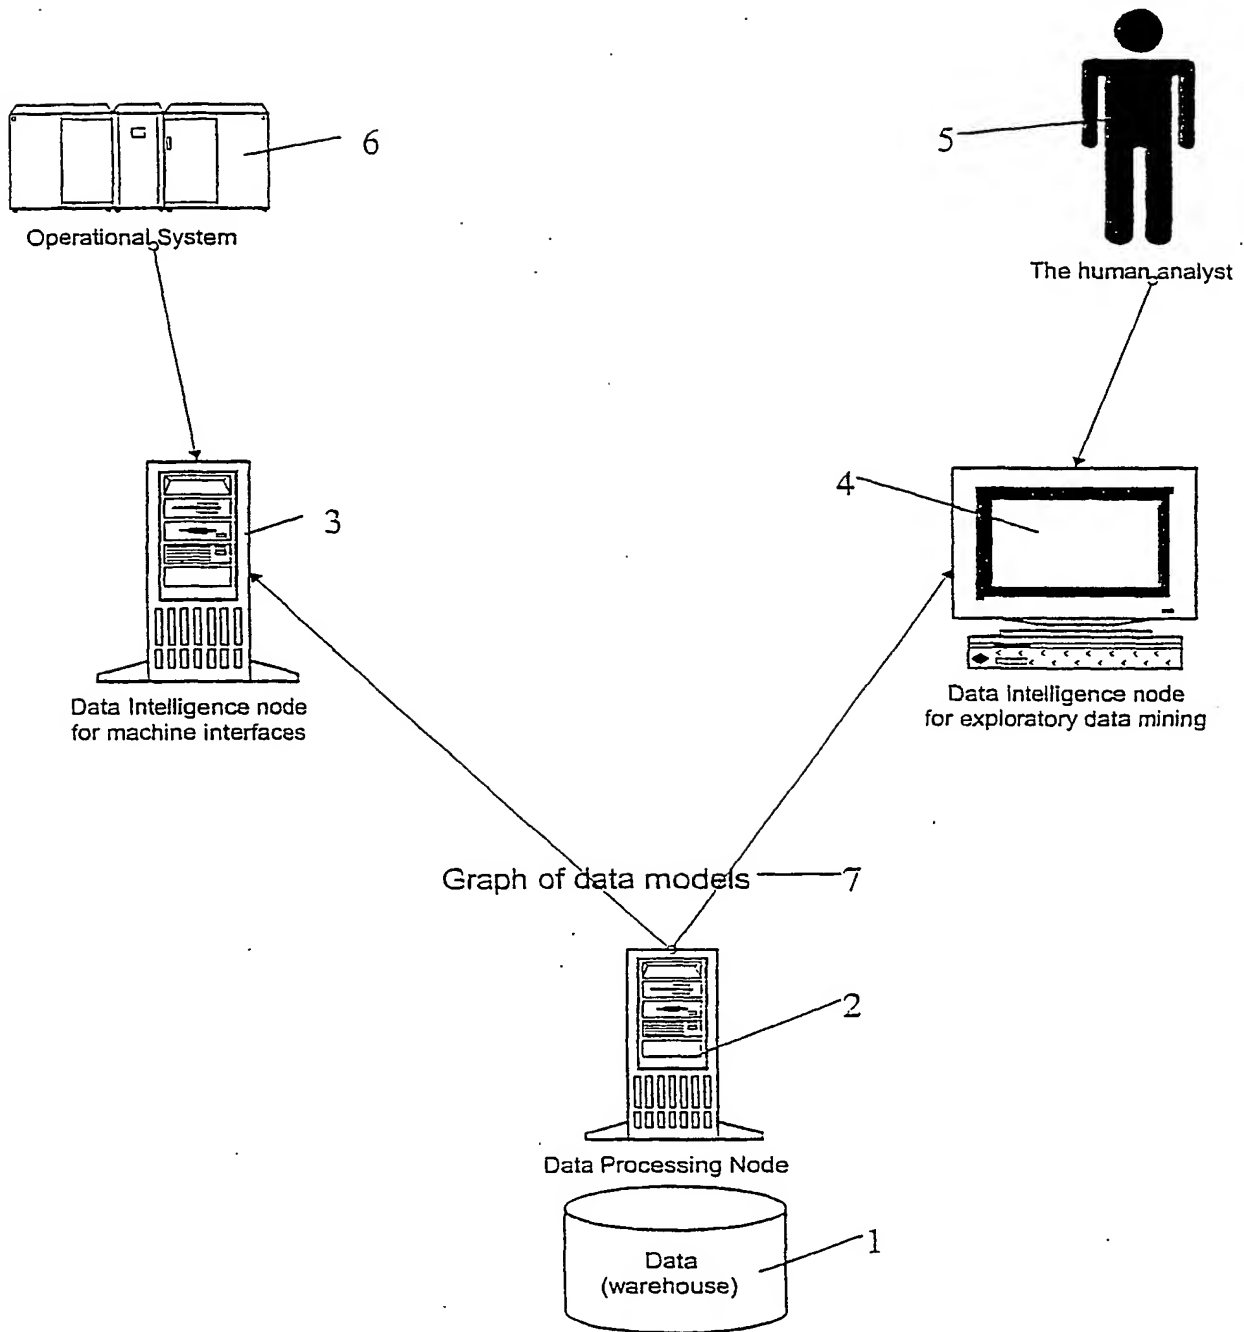 6
5
Operational System
The human analyst
4
3
Data Intelligence node
for machine interfaces
Data Intelligence node
for exploratory data mining
Graph of data models
7
2
Data Processing Node
1
Data
(warehouse)